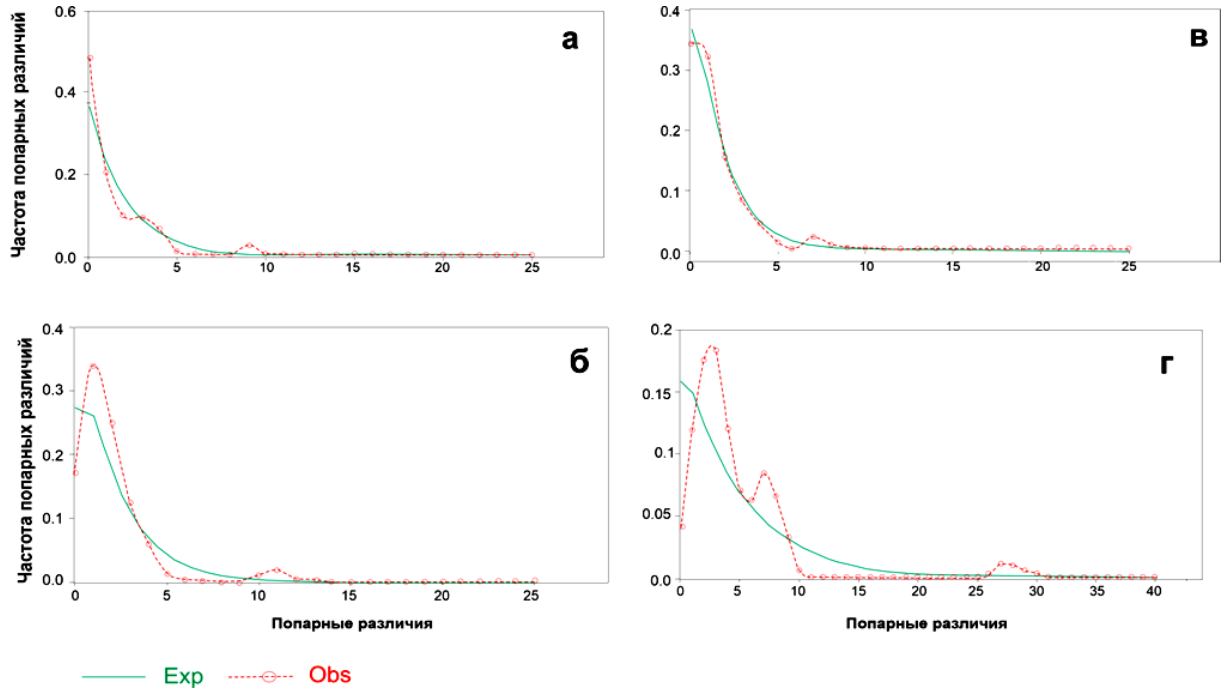 Частота попарных различий
0.6
0.4
0.2
0.0
0 5 10 15 20 25
а
0.4
0.3
0.2
0.1
0.0
0 5 10 15 20 25
в
Частота попарных различий
0.4
0.3
0.2
0.1
0.0
0 5 10 15 20 25
б
Попарные различия
0.2
0.15
0.1
0.05
0.0
0 5 10 15 20 25 30 35 40
г
Попарные различия
Exp Obs